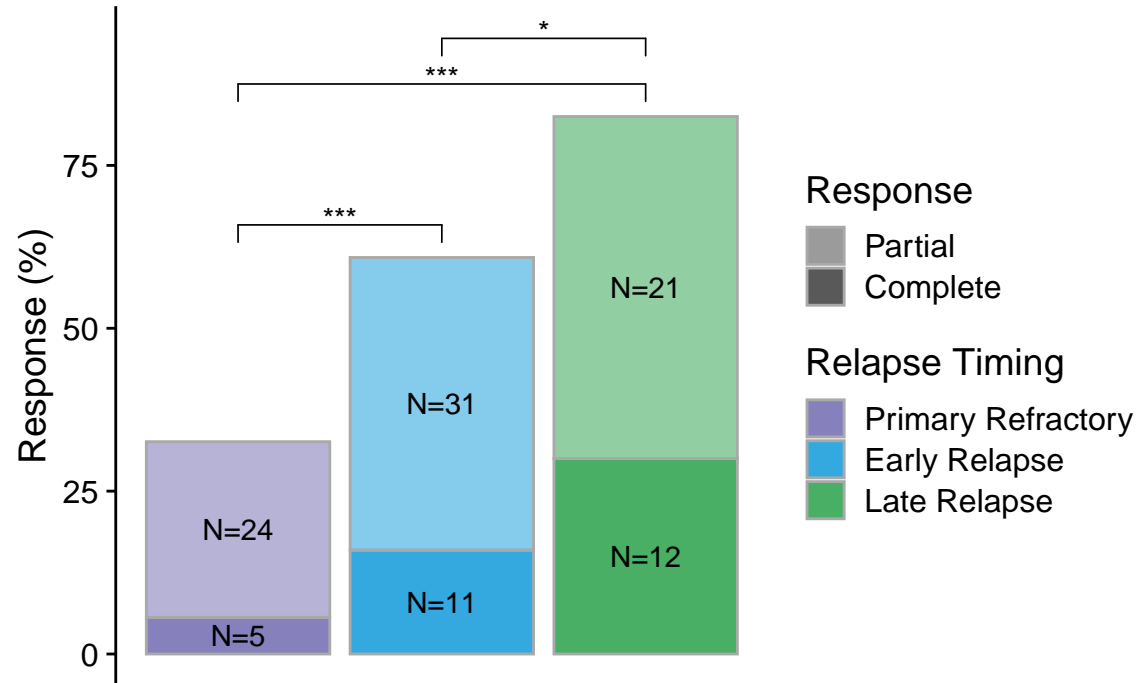 *
***
***
Response (%)
75
50
25
0
N=24
N=5
N=31
N=11
N=21
N=12
Response
Partial
Complete
Relapse Timing
Primary Refractory
Early Relapse
Late Relapse